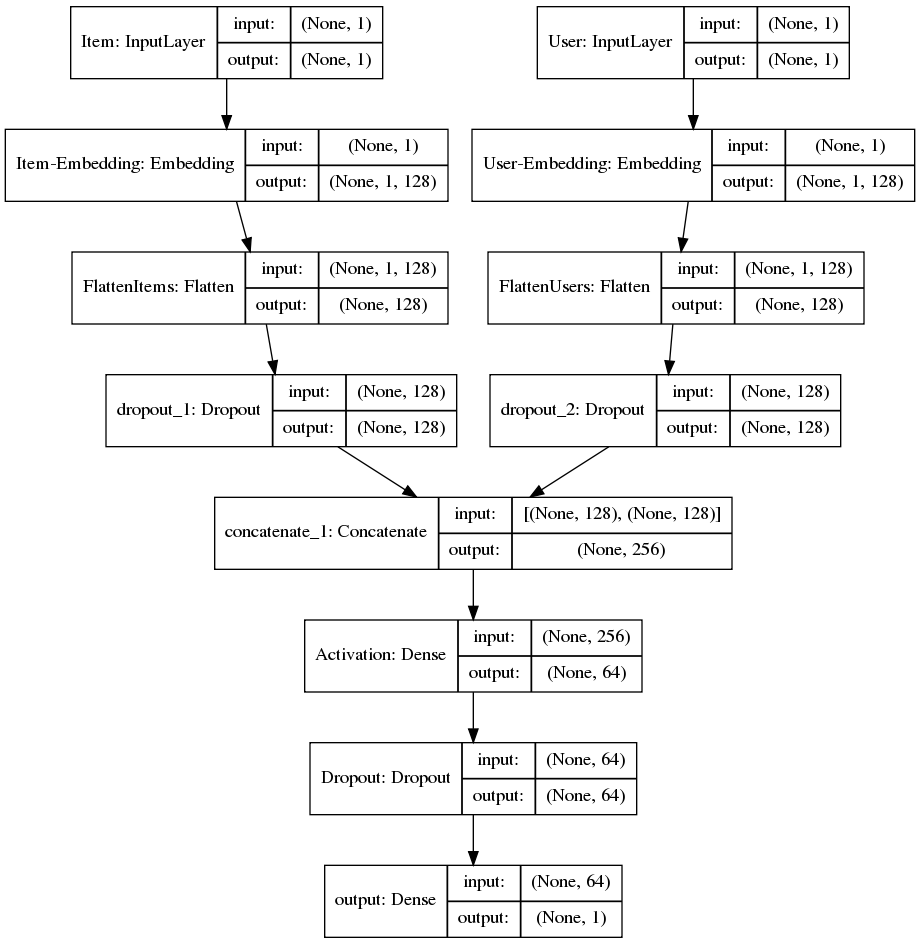 Item: InputLayer
input: (None, 1)
output: (None, 1)
User: InputLayer
input: (None, 1)
output: (None, 1)
Item-Embedding: Embedding
input: (None, 1)
output: (None, 1, 128)
User-Embedding: Embedding
input: (None, 1)
output: (None, 1, 128)
FlattenItems: Flatten
input: (None, 1, 128)
output: (None, 128)
FlattenUsers: Flatten
input: (None, 1, 128)
output: (None, 128)
dropout_1: Dropout
input: (None, 128)
output: (None, 128)
dropout_2: Dropout
input: (None, 128)
output: (None, 128)
concatenate_1: Concatenate
input: [(None, 128), (None, 128)]
output: (None, 256)
Activation: Dense
input: (None, 256)
output: (None, 64)
Dropout: Dropout
input: (None, 64)
output: (None, 64)
output: Dense
input: (None, 64)
output: (None, 1)